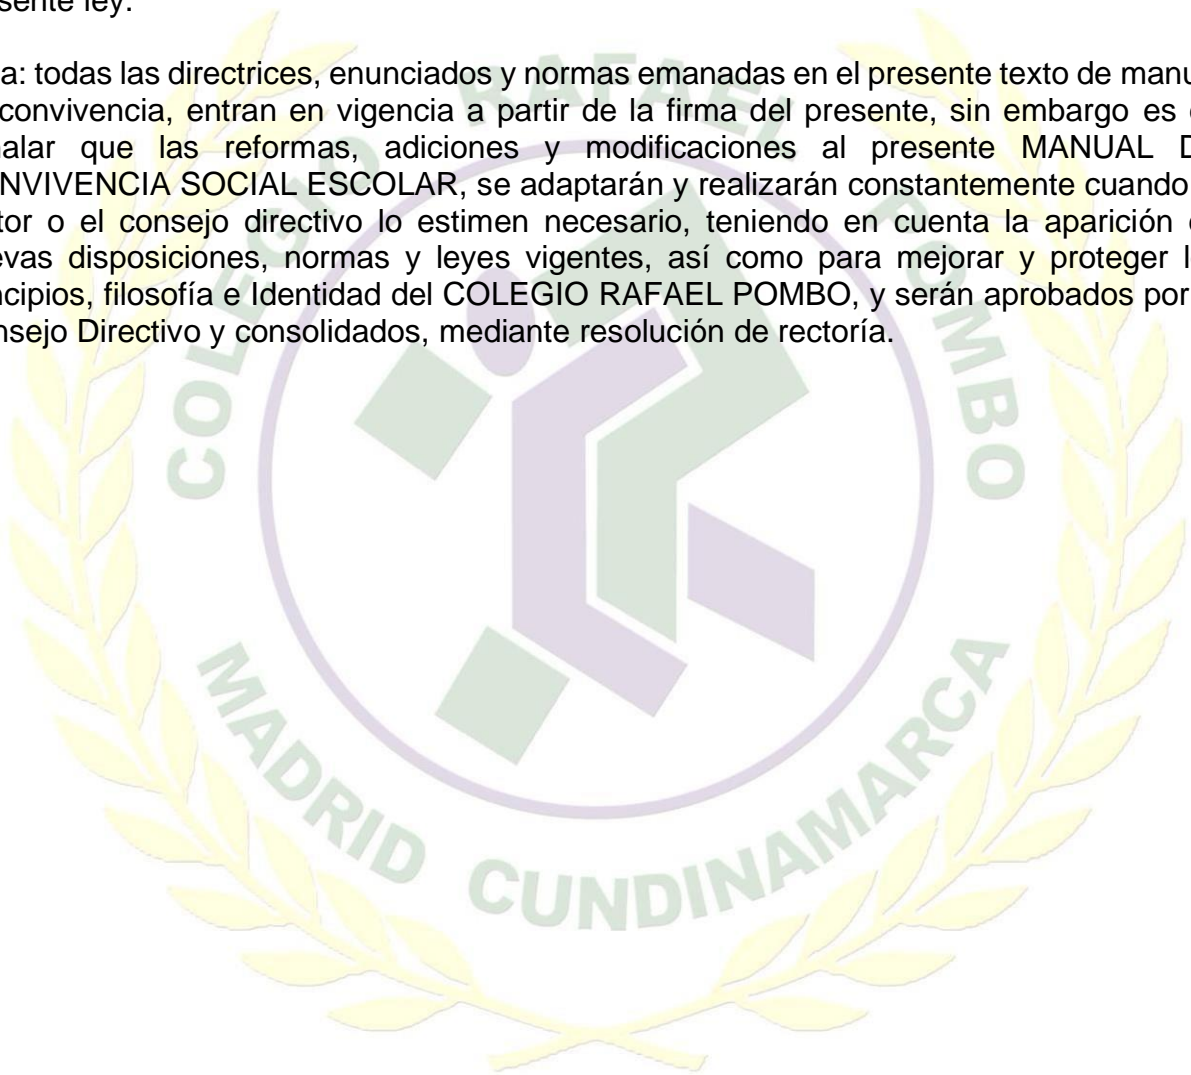 sente ley.
a: todas las directrices, enunciados y normas emanadas en el presente texto de manu
convivencia, entran en vigencia a partir de la firma del presente, sin embargo es
alar que las reformas, adiciones y modificaciones al presente MANUAL D
NVIVENCIA SOCIAL ESCOLAR, se adaptarán y realizarán constantemente cuando
tor o el consejo directivo lo estimen necesario, teniendo en cuenta la aparición
evas disposiciones, normas y leyes vigentes, así como para mejorar y proteger l
ncipios, filosofía e Identidad del COLEGIO RAFAEL POMBO, y serán aprobados por
nsejo Directivo y consolidados, mediante resolución de rectoría.
COLEGIO RAFAEL POMBO
MADRID CUNDINAMARCA